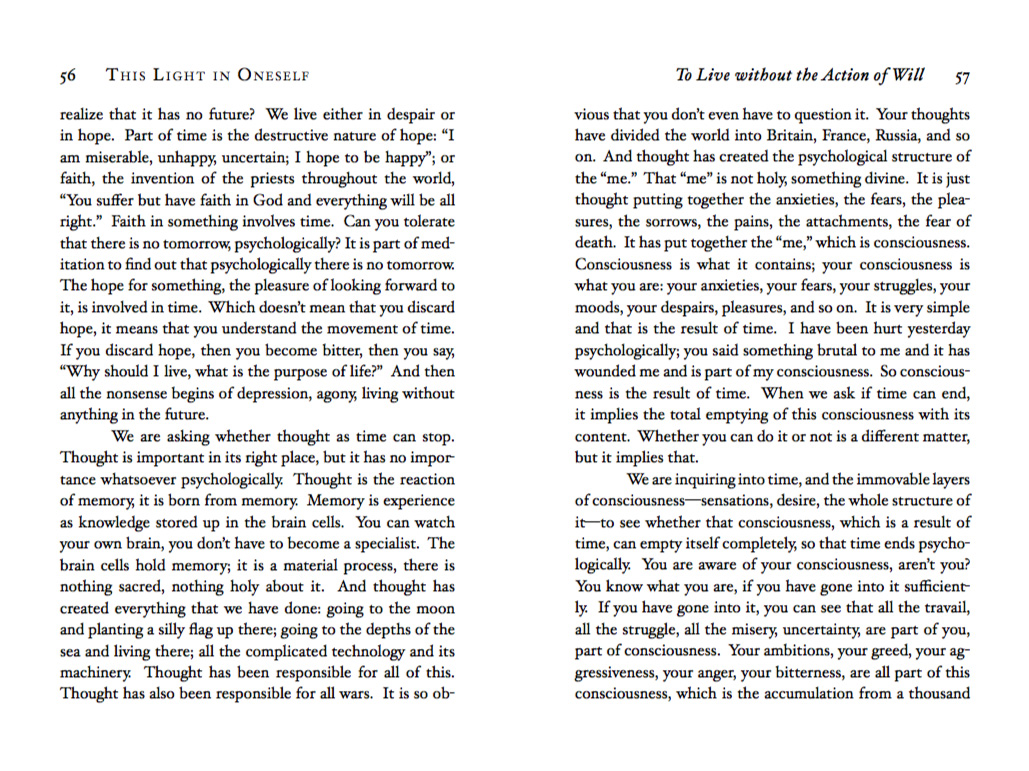 56 THIS LIGHT IN ONESELF
realize that it has no future? We live either in despair or
in hope. Part of time is the destructive nature of hope: “I
am miserable, unhappy, uncertain; I hope to be happy”; or
faith, the invention of the priests throughout the world,
“You suffer but have faith in God and everything will be all
right.” Faith in something involves time. Can you tolerate
that there is no tomorrow, psychologically? It is part of med-
itation to find out that psychologically there is no tomorrow.
The hope for something, the pleasure of looking forward to
it, is involved in time. Which doesn’t mean that you discard
hope, it means that you understand the movement of time.
If you discard hope, then you become bitter, then you say,
“Why should I live, what is the purpose of life?” And then
all the nonsense begins of depression, agony, living without
anything in the future.
We are asking whether thought as time can stop.
Thought is important in its right place, but it has no impor-
tance whatsoever psychologically. Thought is the reaction
of memory, it is born from memory. Memory is experience
as knowledge stored up in the brain cells. You can watch
your own brain, you don’t have to become a specialist. The
brain cells hold memory; it is a material process, there is
nothing sacred, nothing holy about it. And thought has
created everything that we have done: going to the moon
and planting a silly flag up there; going to the depths of the
sea and living there; all the complicated technology and its
machinery. Thought has been responsible for all of this.
Thought has also been responsible for all wars. It is so ob-
To Live without the Action of Will 57
vious that you don’t even have to question it. Your thoughts
have divided the world into Britain, France, Russia, and so
on. And thought has created the psychological structure of
the “me.” That “me” is not holy, something divine. It is just
thought putting together the anxieties, the fears, the plea-
sures, the sorrows, the pains, the attachments, the fear of
death. It has put together the “me,” which is consciousness.
Consciousness is what it contains; your consciousness is
what you are: your anxieties, your fears, your struggles, your
moods, your despairs, pleasures, and so on. It is very simple
and that is the result of time. I have been hurt yesterday
psychologically; you said something brutal to me and it has
wounded me and is part of my consciousness. So conscious-
ness is the result of time. When we ask if time can end,
it implies the total emptying of this consciousness with its
content. Whether you can do it or not is a different matter,
but it implies that.
We are inquiring into time, and the immovable layers
of consciousness—sensations, desire, the whole structure of
it—to see whether that consciousness, which is a result of
time, can empty itself completely, so that time ends psycho-
logically. You are aware of your consciousness, aren’t you?
You know what you are, if you have gone into it sufficient-
ly. If you have gone into it, you can see that all the travail,
all the struggle, all the misery, uncertainty, are part of you,
part of consciousness. Your ambitions, your greed, your ag-
gressiveness, your anger, your bitterness, are all part of this
consciousness, which is the accumulation from a thousand